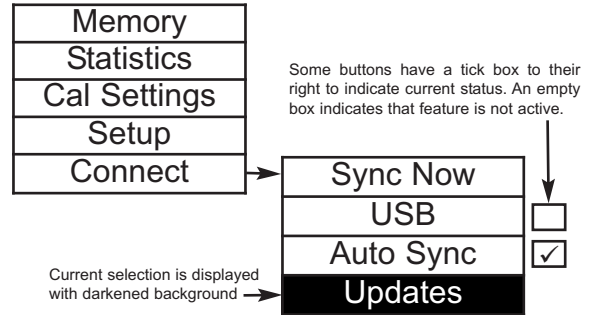 Memory
Statistics
Cal Settings
Setup
Connect
Some buttons have a tick box to their
right to indicate current status. An empty
box indicates that feature is not active.
Sync Now
USB
Auto Sync ✓
Updates
Current selection is displayed
with darkened background